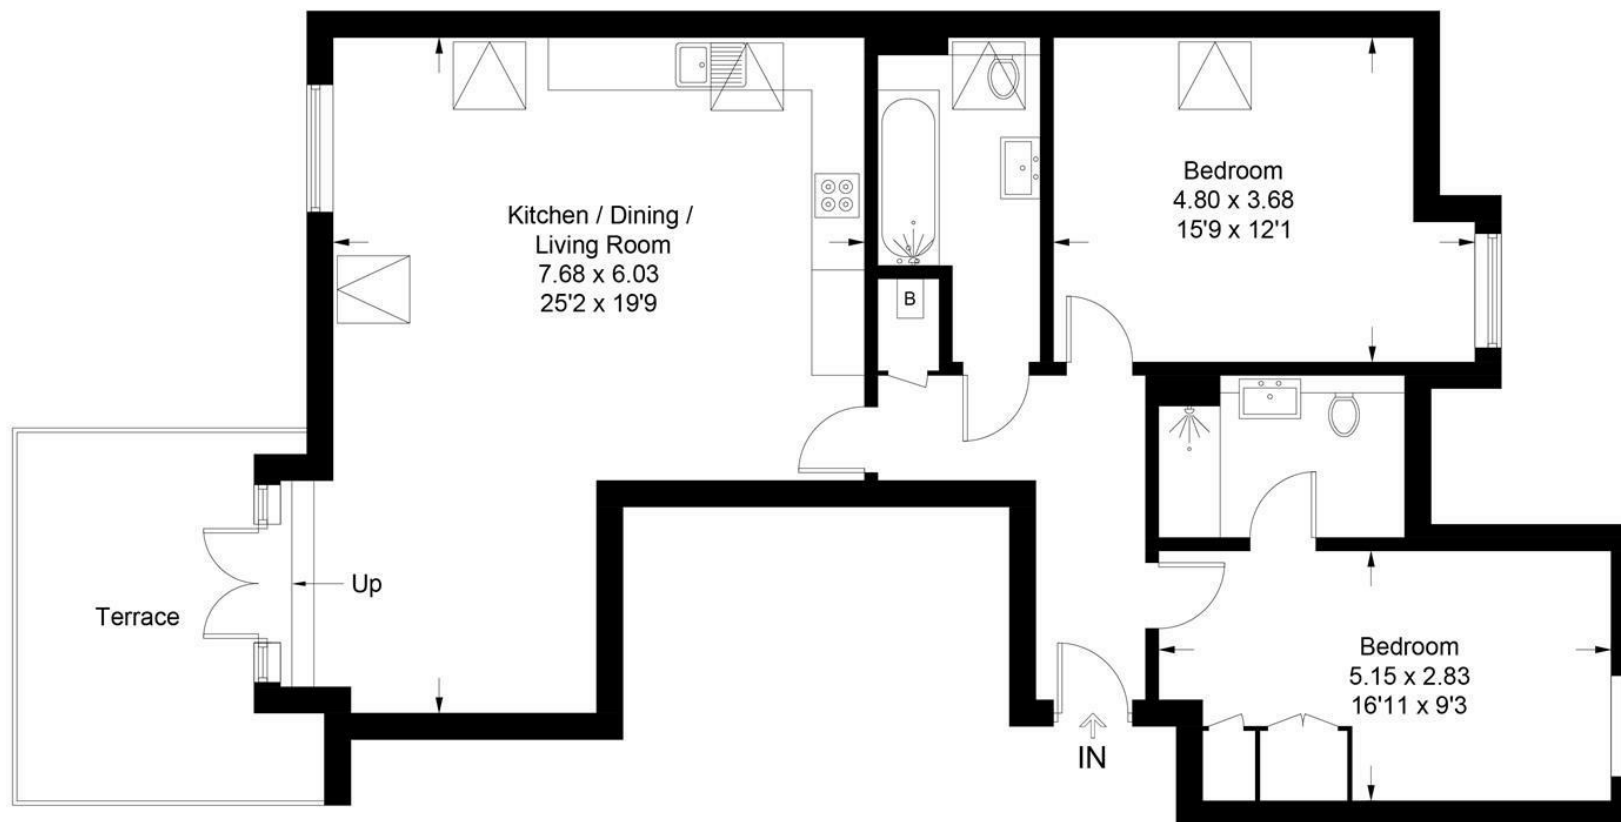 Kitchen / Dining /
Living Room
7.68 x 6.03
25'2 x 19'9
B
Bedroom
4.80 x 3.68
15'9 x 12'1
Terrace
Up
IN
Bedroom
5.15 x 2.83
16'11 x 9'3